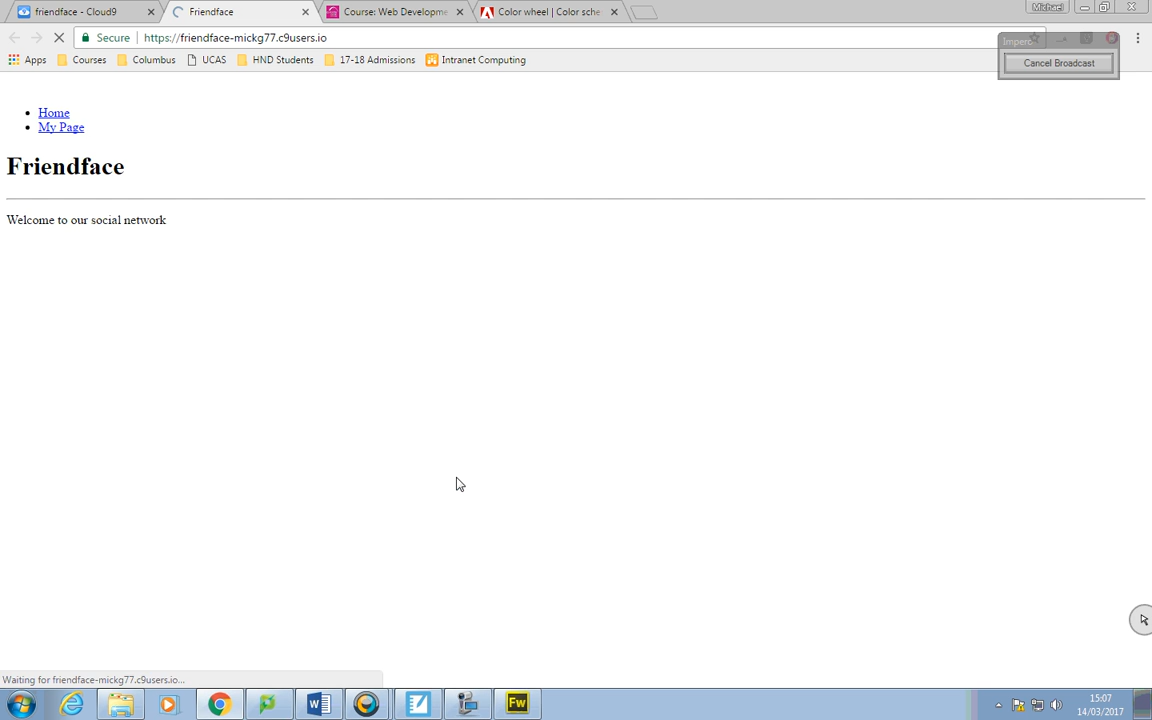 friendface - Cloud9
Friendface
Course: Web Developme
Color wheel | Color sche
Michael
Secure
https://friendface-mickg77.c9users.io
Impero
Apps
Courses
Columbus
UCAS
HND Students
17-18 Admissions
Intranet Computing
Cancel Broadcast
Home
My Page
Friendface
Welcome to our social network
Waiting for friendface-mickg77.c9users.io...
Fw
15:07
14/03/2017